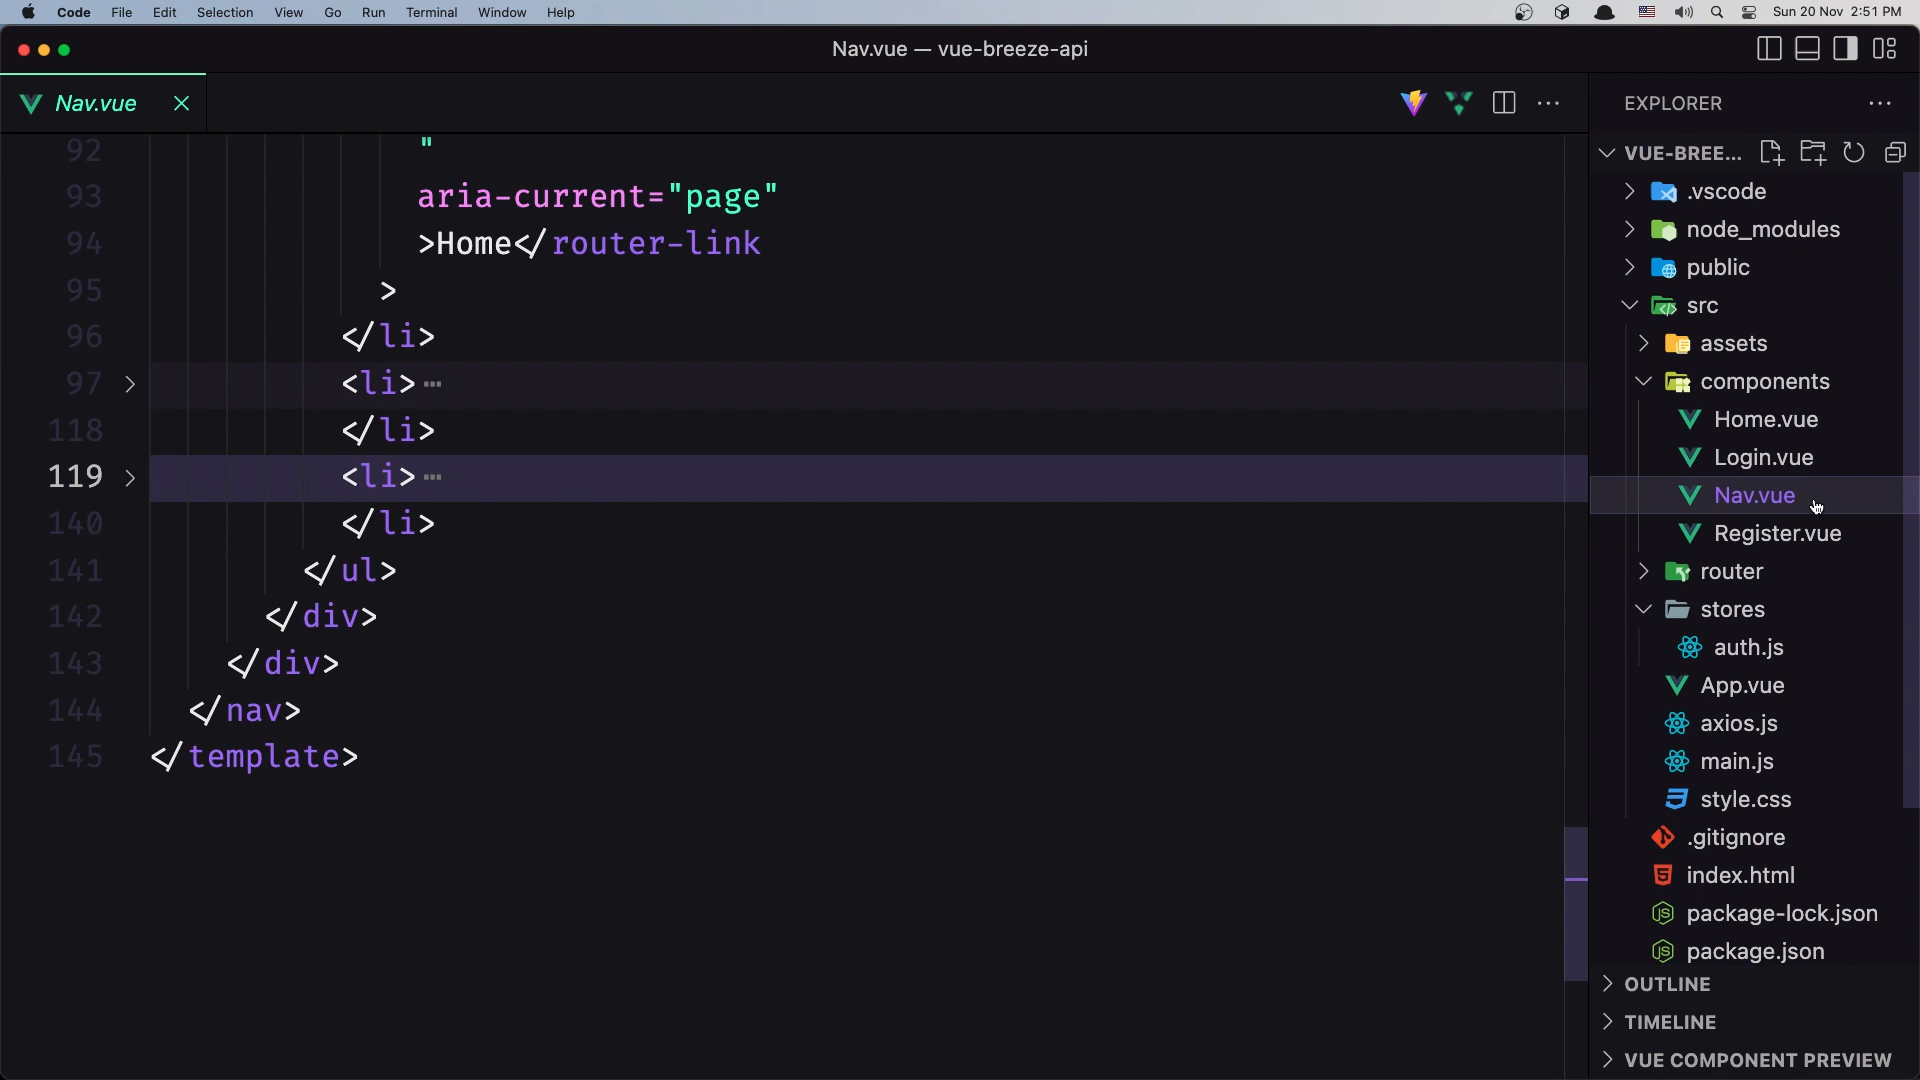 Code File Edit Selection View Go Run Terminal Window Help Sun 20 Nov 2:51 PM
Nav.vue — vue-breeze-api
Nav.vue
92 "
93 aria-current="page"
94 >Home</router-link
95 >
96 </li>
97 <li>…
118 </li>
119 <li>…
140 </li>
141 </ul>
142 </div>
143 </div>
144 </nav>
145 </template>
EXPLORER
VUE-BREE...
.vscode
node_modules
public
src
assets
components
Home.vue
Login.vue
Nav.vue
Register.vue
router
stores
auth.js
App.vue
axios.js
main.js
style.css
.gitignore
index.html
package-lock.json
package.json
OUTLINE
TIMELINE
VUE COMPONENT PREVIEW